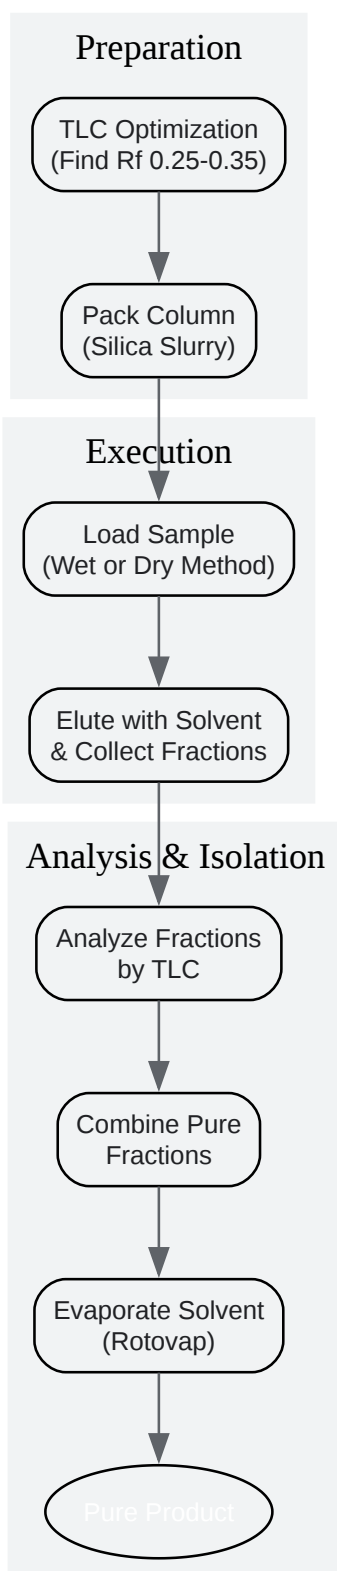 Preparation
TLC Optimization
(Find Rf 0.25-0.35)
Pack Column
(Silica Slurry)
Execution
Load Sample
(Wet or Dry Method)
Elute with Solvent
& Collect Fractions
Analysis & Isolation
Analyze Fractions
by TLC
Combine Pure
Fractions
Evaporate Solvent
(Rotovap)
Pure Product